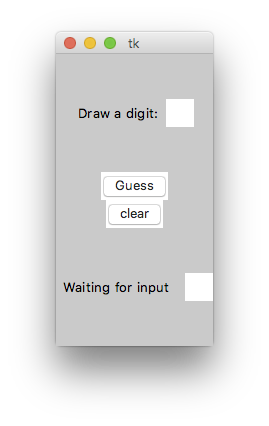 tk
Draw a digit:
Guess
clear
Waiting for input